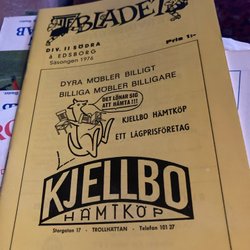 BLADET
DIV. II SÖDRA
Pris 1:-
å EDSBORG
Säsongen 1976
DYRA MÖBLER BILLIGT
BILLIGA MÖBLER BILLIGARE
DET LÖNAR SIG
ATT HÄMTA !!!
KJELLBO HÄMTKÖP
ETT LÅGPRISFÖRETAG
KJELLBO
HÄMTKÖP
Storgatan 17 - TROLLHÄTTAN - Telefon 101 27